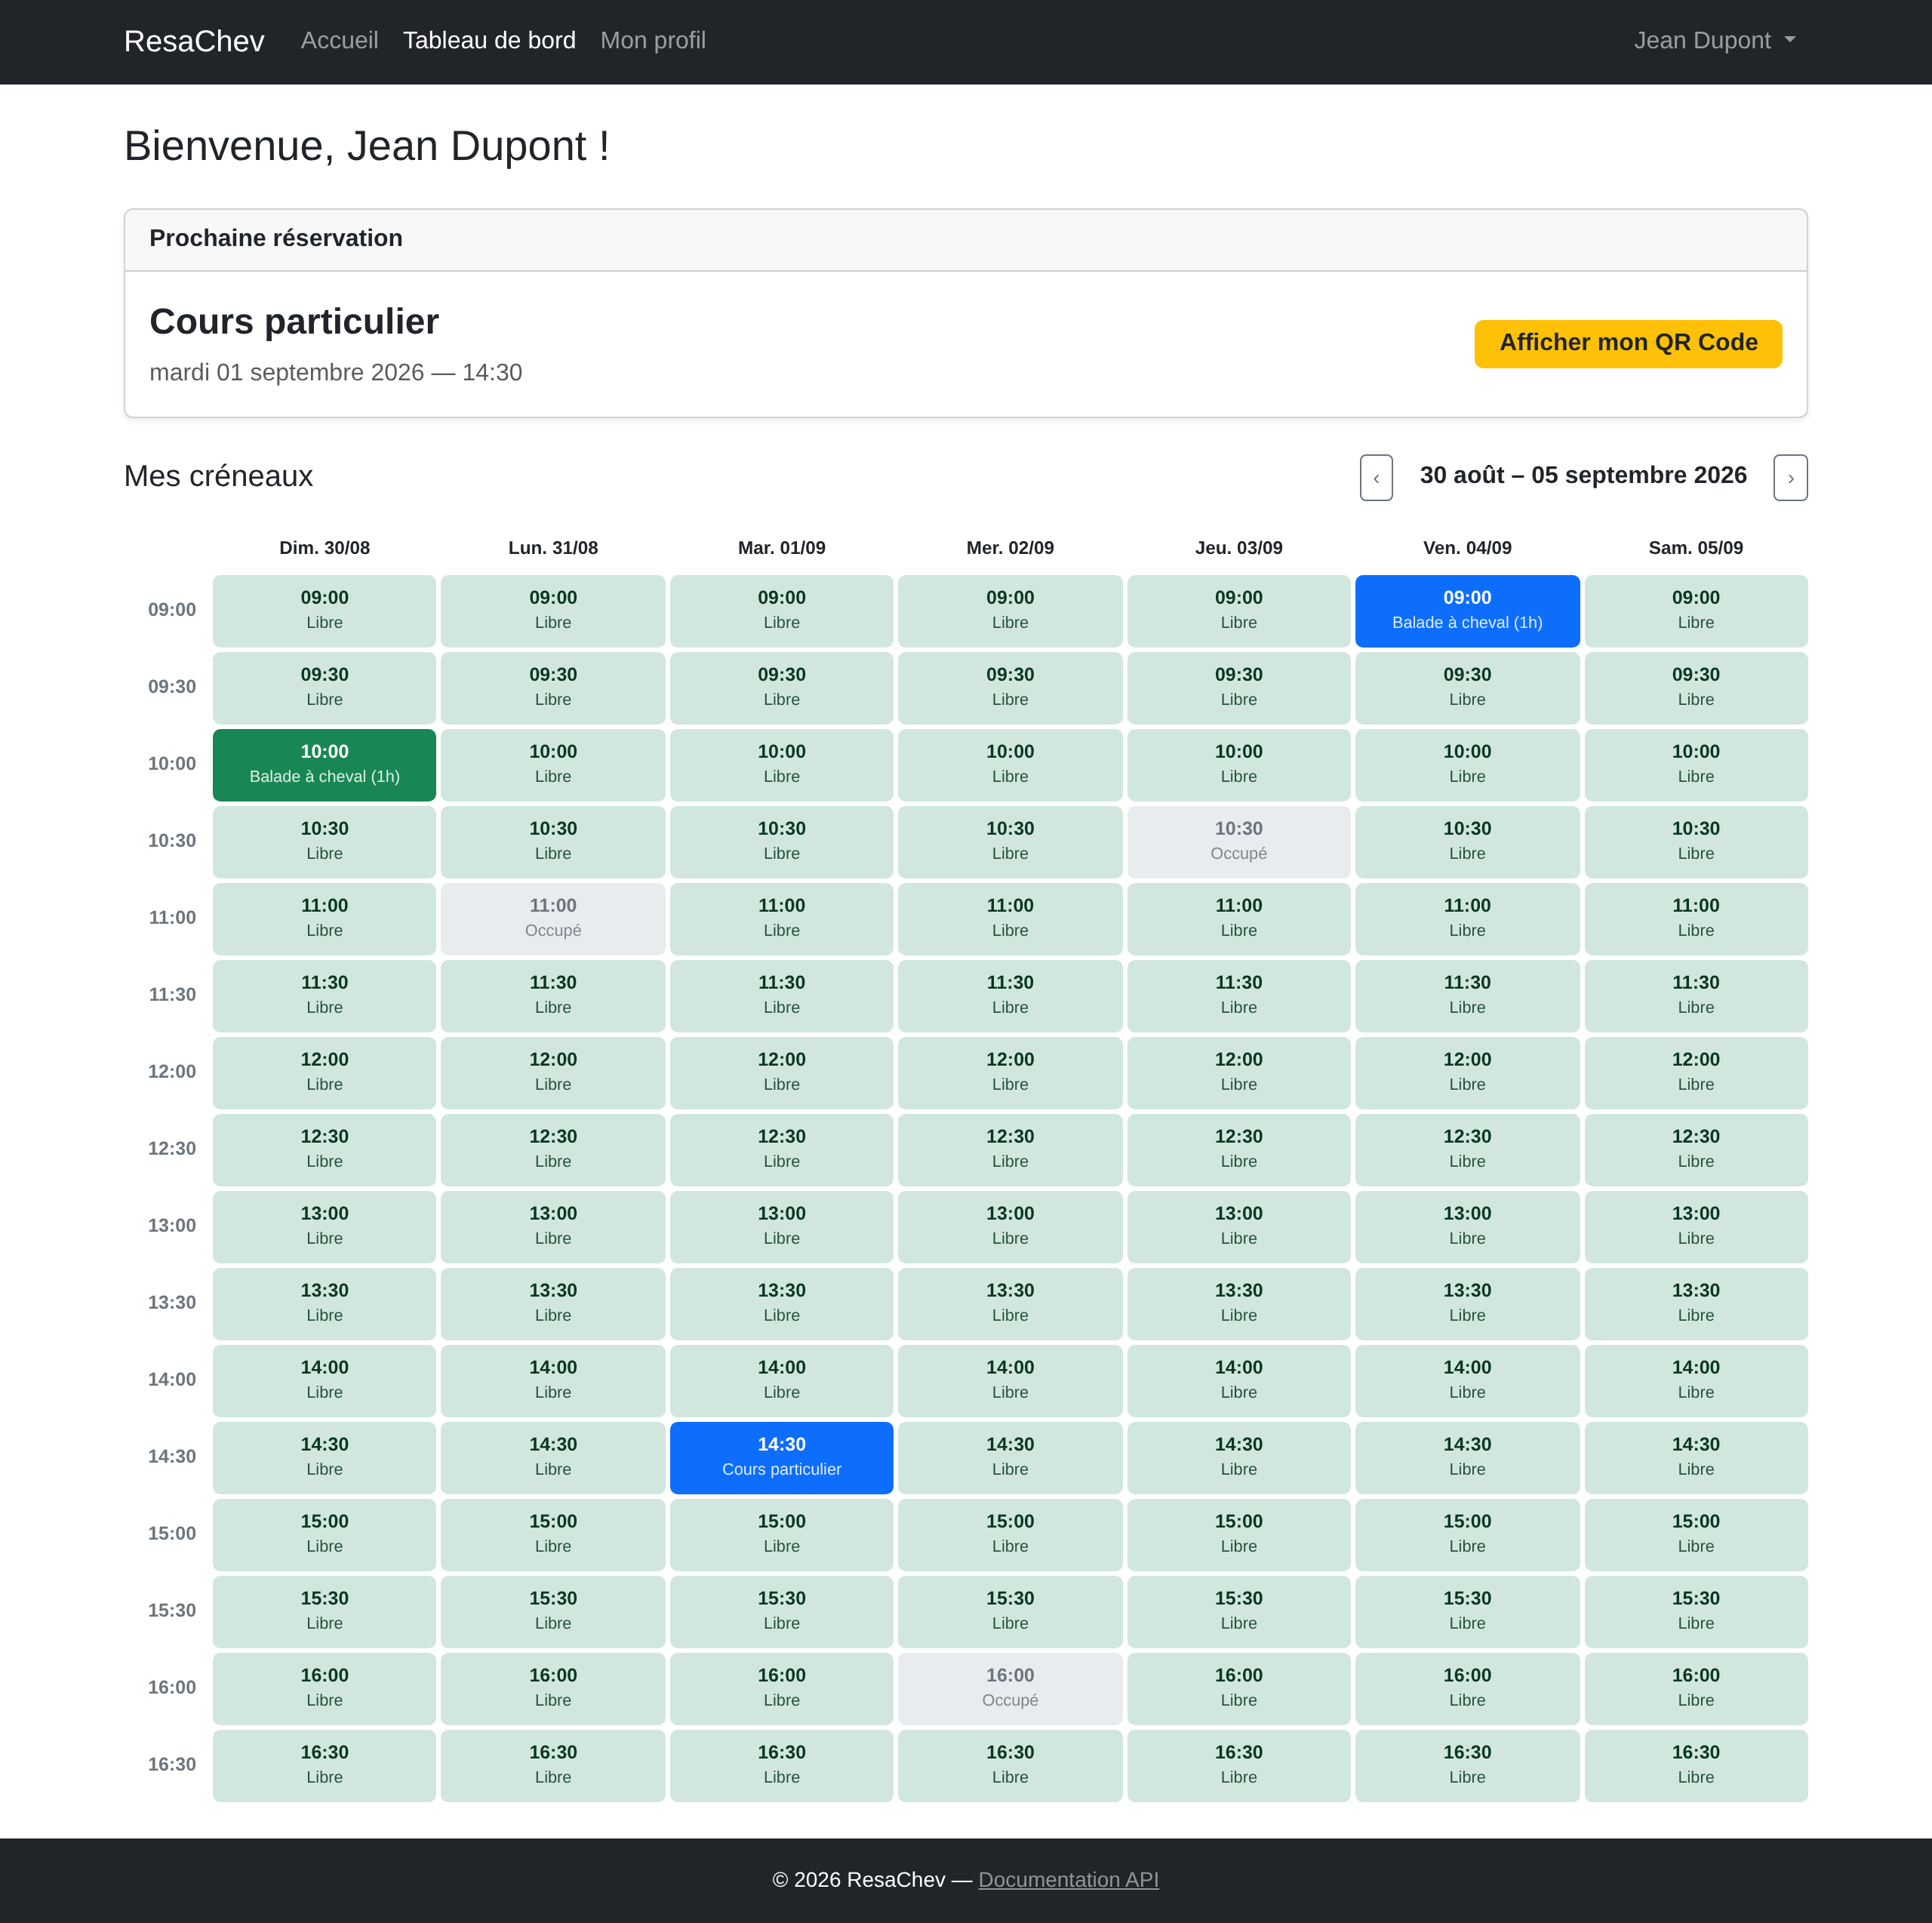 ResaChev Accueil Tableau de bord Mon profil Jean Dupont
Bienvenue, Jean Dupont !
Prochaine réservation
Cours particulier
mardi 01 septembre 2026 — 14:30
Afficher mon QR Code
Mes créneaux ‹ 30 août – 05 septembre 2026 ›
Dim. 30/08 Lun. 31/08 Mar. 01/09 Mer. 02/09 Jeu. 03/09 Ven. 04/09 Sam. 05/09
09:00 09:00 09:00 09:00 09:00 09:00 09:00 09:00
Libre Libre Libre Libre Libre Balade à cheval (1h) Libre
09:30 09:30 09:30 09:30 09:30 09:30 09:30 09:30
Libre Libre Libre Libre Libre Libre Libre
10:00 10:00 10:00 10:00 10:00 10:00 10:00 10:00
Balade à cheval (1h) Libre Libre Libre Libre Libre Libre
10:30 10:30 10:30 10:30 10:30 10:30 10:30 10:30
Libre Libre Libre Libre Occupé Libre Libre
11:00 11:00 11:00 11:00 11:00 11:00 11:00 11:00
Libre Occupé Libre Libre Libre Libre Libre
11:30 11:30 11:30 11:30 11:30 11:30 11:30 11:30
Libre Libre Libre Libre Libre Libre Libre
12:00 12:00 12:00 12:00 12:00 12:00 12:00 12:00
Libre Libre Libre Libre Libre Libre Libre
12:30 12:30 12:30 12:30 12:30 12:30 12:30 12:30
Libre Libre Libre Libre Libre Libre Libre
13:00 13:00 13:00 13:00 13:00 13:00 13:00 13:00
Libre Libre Libre Libre Libre Libre Libre
13:30 13:30 13:30 13:30 13:30 13:30 13:30 13:30
Libre Libre Libre Libre Libre Libre Libre
14:00 14:00 14:00 14:00 14:00 14:00 14:00 14:00
Libre Libre Libre Libre Libre Libre Libre
14:30 14:30 14:30 14:30 14:30 14:30 14:30 14:30
Libre Libre Cours particulier Libre Libre Libre Libre
15:00 15:00 15:00 15:00 15:00 15:00 15:00 15:00
Libre Libre Libre Libre Libre Libre Libre
15:30 15:30 15:30 15:30 15:30 15:30 15:30 15:30
Libre Libre Libre Libre Libre Libre Libre
16:00 16:00 16:00 16:00 16:00 16:00 16:00 16:00
Libre Libre Libre Occupé Libre Libre Libre
16:30 16:30 16:30 16:30 16:30 16:30 16:30 16:30
Libre Libre Libre Libre Libre Libre Libre
© 2026 ResaChev — Documentation API